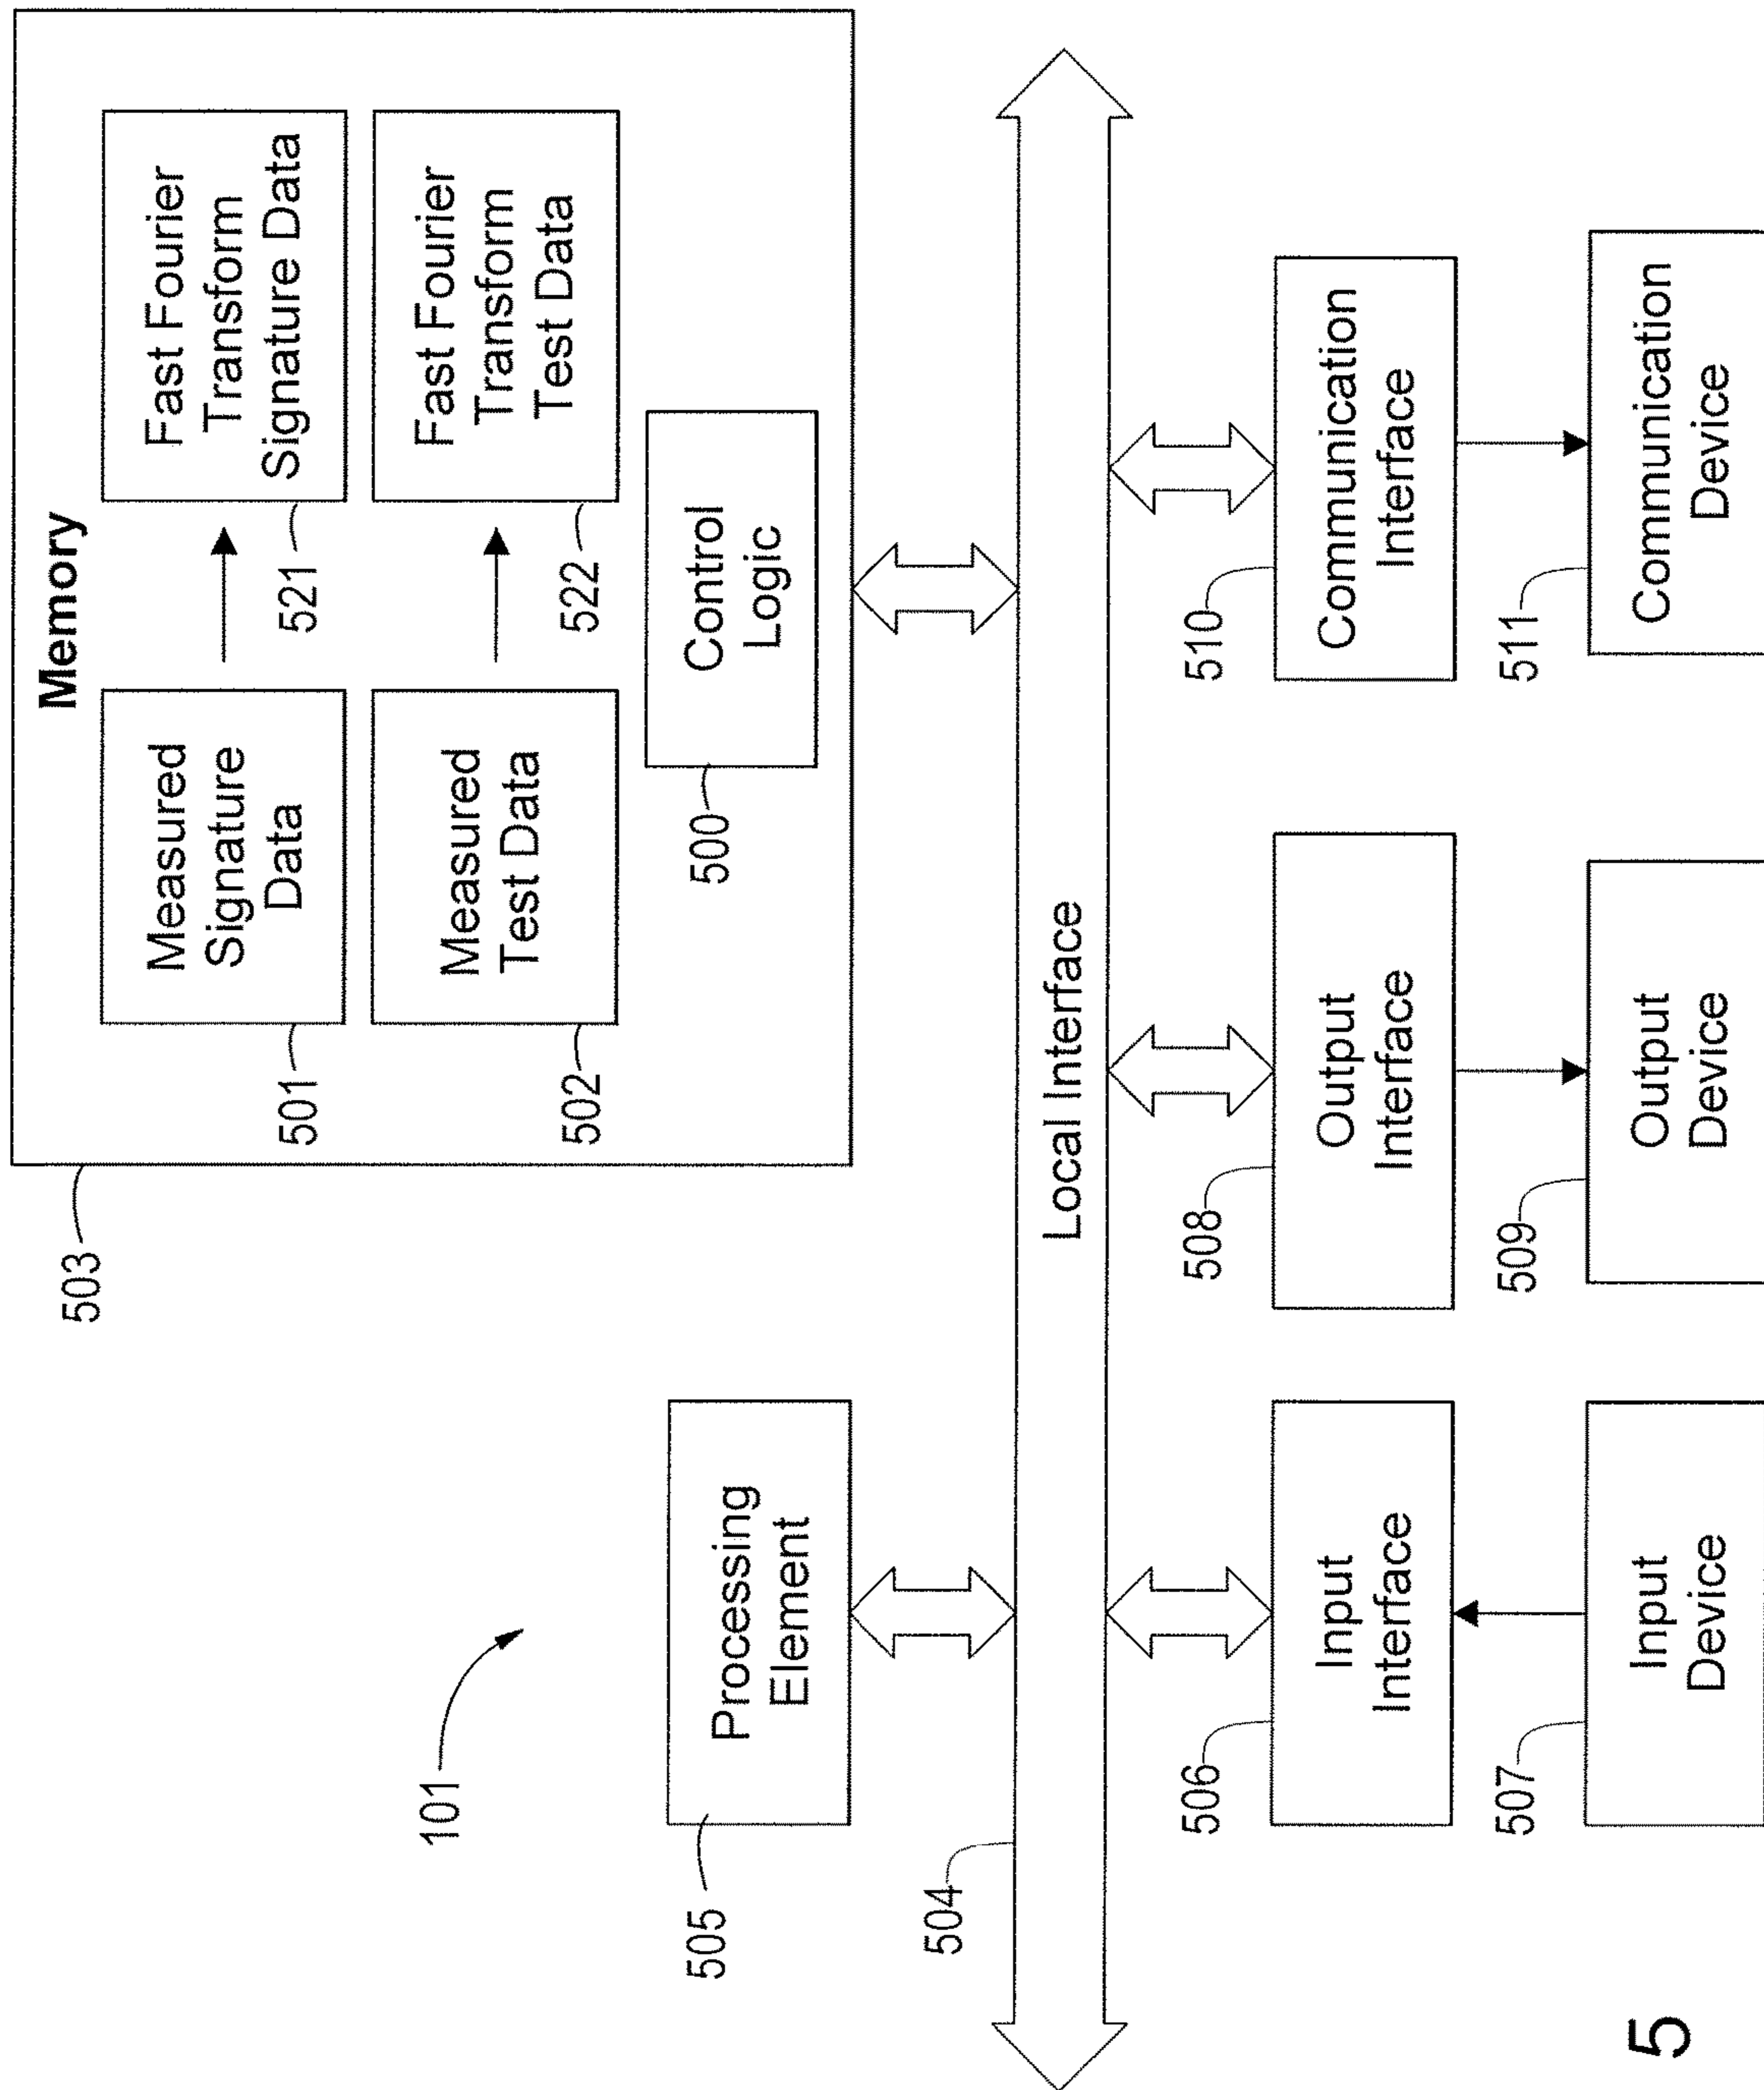 Memory
Measured
Signature
Data
501
Fast Fourier
Transform
Signature Data
521
Measured
Test Data
502
Fast Fourier
Transform
Test Data
522
Control
Logic
500
503
101
Processing
Element
505
504
Local Interface
506
Input
Interface
508
Output
Interface
510
Communication
Interface
507
Input
Device
509
Output
Device
511
Communication
Device
5